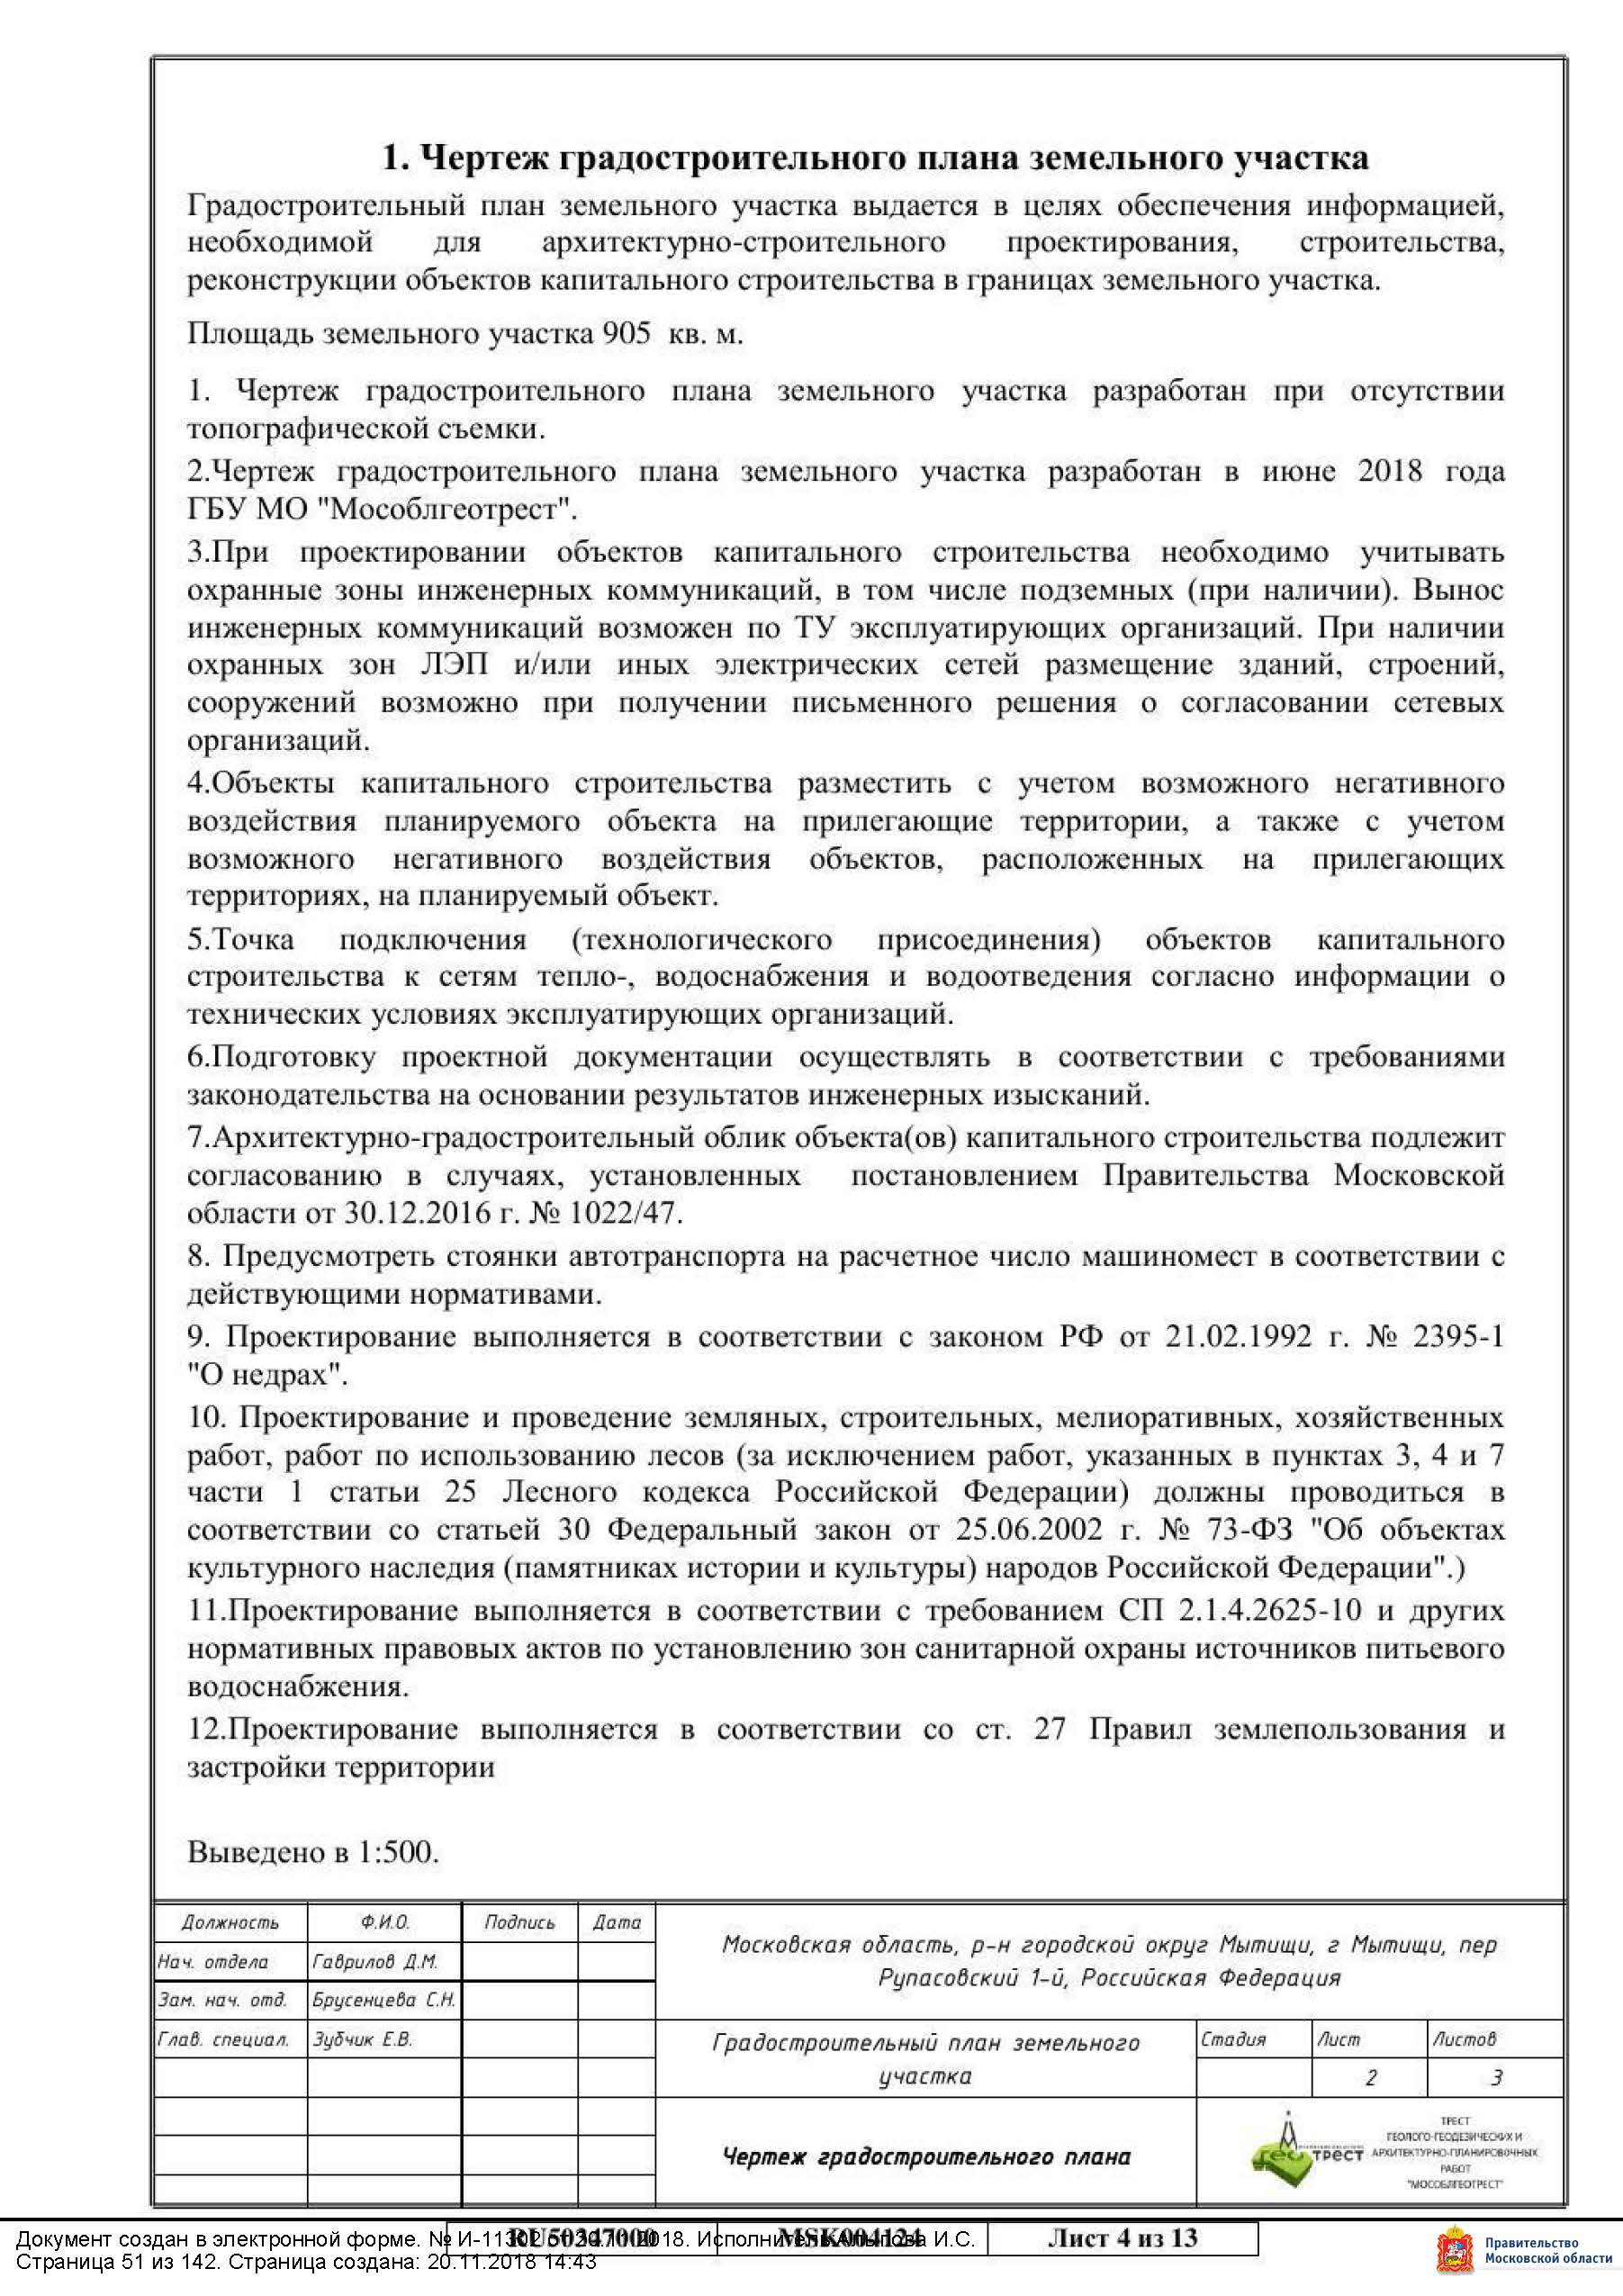 1. Чертеж градостроительного плана земельного участка
Градостроительный план земельного участка выдается в целях обеспечения информацией,
необходимой для архитектурно-строительного проектирования, строительства,
реконструкции объектов капитального строительства в границах земельного участка.
Площадь земельного участка 905 кв. м.
1. Чертеж градостроительного плана земельного участка разработан при отсутствии
топографической съемки.
2.Чертеж градостроительного плана земельного участка разработан в июне 2018 года
ГБУ МО "Мособлгеотрест".
3.При проектировании объектов капитального строительства необходимо учитывать
охранные зоны инженерных коммуникаций, в том числе подземных (при наличии). Вынос
инженерных коммуникаций возможен по ТУ эксплуатирующих организаций. При наличии
охранных зон ЛЭП и/или иных электрических сетей размещение зданий, строений,
сооружений возможно при получении письменного решения о согласовании сетевых
организаций.
4.Объекты капитального строительства разместить с учетом возможного негативного
воздействия планируемого объекта на прилегающие территории, а также с учетом
возможного негативного воздействия объектов, расположенных на прилегающих
территориях, на планируемый объект.
5.Точка подключения (технологического присоединения) объектов капитального
строительства к сетям тепло-, водоснабжения и водоотведения согласно информации о
технических условиях эксплуатирующих организаций.
6.Подготовку проектной документации осуществлять в соответствии с требованиями
законодательства на основании результатов инженерных изысканий.
7.Архитектурно-градостроительный облик объекта(ов) капитального строительства подлежит
согласованию в случаях, установленных постановлением Правительства Московской
области от 30.12.2016 г. № 1022/47.
8. Предусмотреть стоянки автотранспорта на расчетное число машиномест в соответствии с
действующими нормативами.
9. Проектирование выполняется в соответствии с законом РФ от 21.02.1992 г. № 2395-1
"О недрах".
10. Проектирование и проведение земляных, строительных, мелиоративных, хозяйственных
работ, работ по использованию лесов (за исключением работ, указанных в пунктах 3, 4 и 7
части 1 статьи 25 Лесного кодекса Российской Федерации) должны проводиться в
соответствии со статьей 30 Федеральный закон от 25.06.2002 г. № 73-ФЗ "Об объектах
культурного наследия (памятниках истории и культуры) народов Российской Федерации".)
11.Проектирование выполняется в соответствии с требованием СП 2.1.4.2625-10 и других
нормативных правовых актов по установлению зон санитарной охраны источников питьевого
водоснабжения.
12.Проектирование выполняется в соответствии со ст. 27 Правил землепользования и
застройки территории
Выведено в 1:500.
Должность Ф.И.О. Подпись Дата
Нач. отдела Гаврилов Д.М.
Зам. нач. отд. Брусенцева С.Н.
Глав. специал. Зубчик Е.В.
Московская область, р-н городской округ Мытищи, г Мытищи, пер
Рупасовский 1-й, Российская Федерация
Градостроительный план земельного
участка
Стадия Лист Листов
2 3
Чертеж градостроительного плана
ГЕО ТРЕСТ
ТРЕСТ
ГЕОЛОГО-ГЕОДЕЗИЧЕСКИХ И
АРХИТЕКТУРНО-ПЛАНИРОВОЧНЫХ
РАБОТ
"МОСОБЛГЕОТРЕСТ"
RU50247000 MSK004124 Лист 4 из 13
Документ создан в электронной форме. № И-11302 от 30.11.2018. Исполнитель И.С.
Страница 51 из 142. Страница создана: 20.11.2018 14:43
Правительство
Московской области